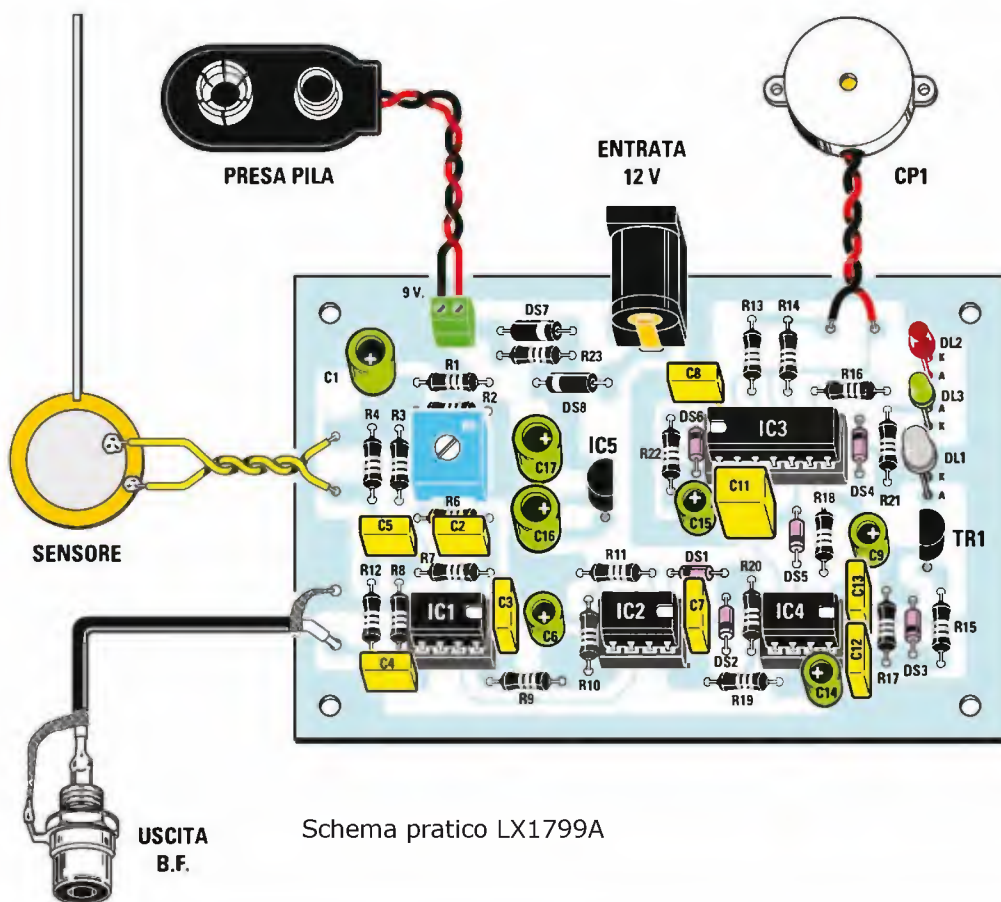 PRESA PILA
ENTRATA
12 V
CP1
9 V.
DS7
R13
R14
DL2
K
A
C1
R1
R23
R2
DS8
C8
R16
DL3
A
K
R4
R3
DS6
IC3
IC5
C17
R22
DL1
K
A
C11
DS4
R21
SENSORE
R6
C5
C2
C16
C15
R18
C9
TR1
R12
R8
R7
R11
DS1
R20
DS5
C13
IC1
C3
C6
IC2
C7
IC4
R15
C4
R10
DS2
C12
R17
DS3
R9
R19
C14
USCITA
B.F.
Schema pratico LX1799A